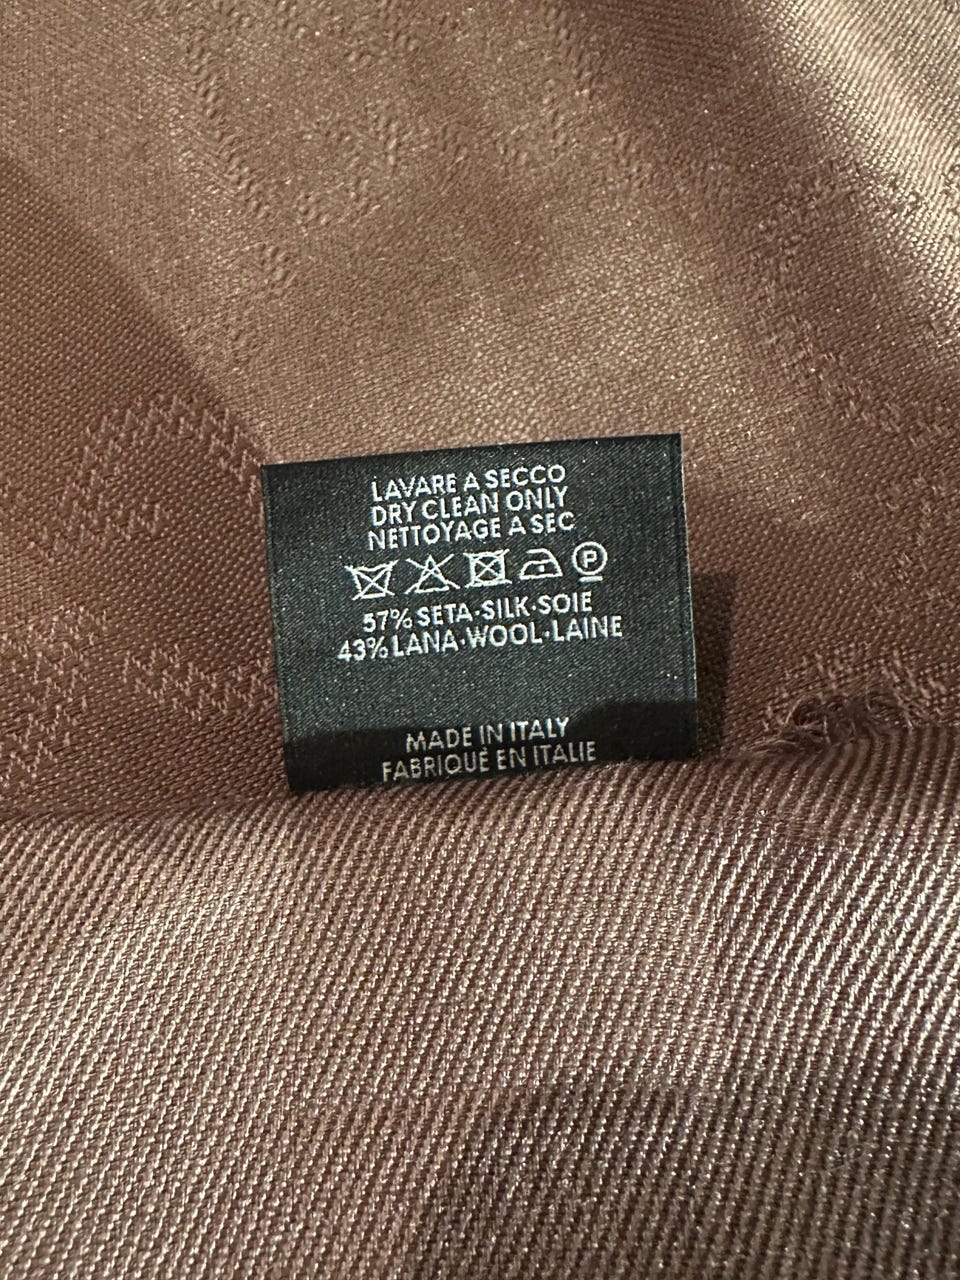 LAVARE A SECCO
DRY CLEAN ONLY
NETTOYAGE A SEC
P
57% SETA·SILK·SOIE
43% LANA·WOOL·LAINE
MADE IN ITALY
FABRIQUÉ EN ITALIE